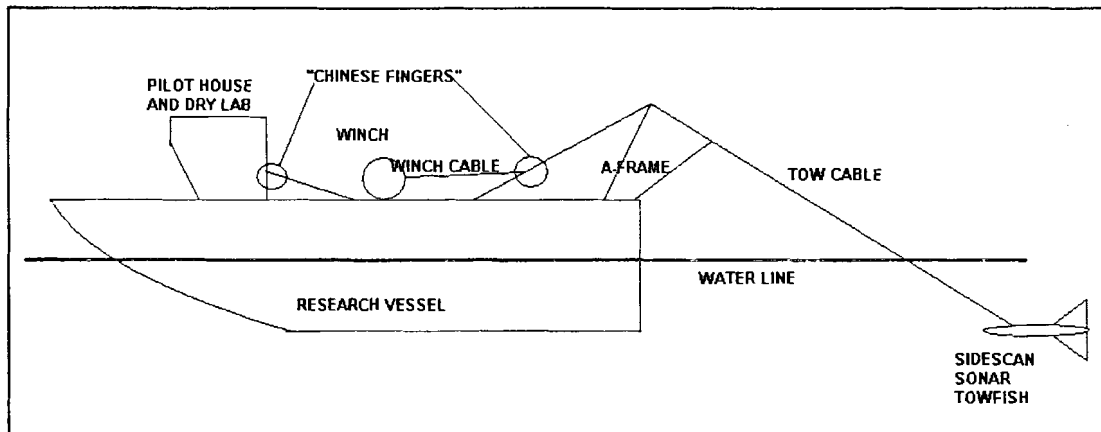 "CHINESE FINGERS"
PILOT HOUSE
AND DRY LAB
WINCH
WINCH CABLE
A-FRAME
TOW CABLE
WATER LINE
RESEARCH VESSEL
SIDESCAN
SONAR
TOWFISH